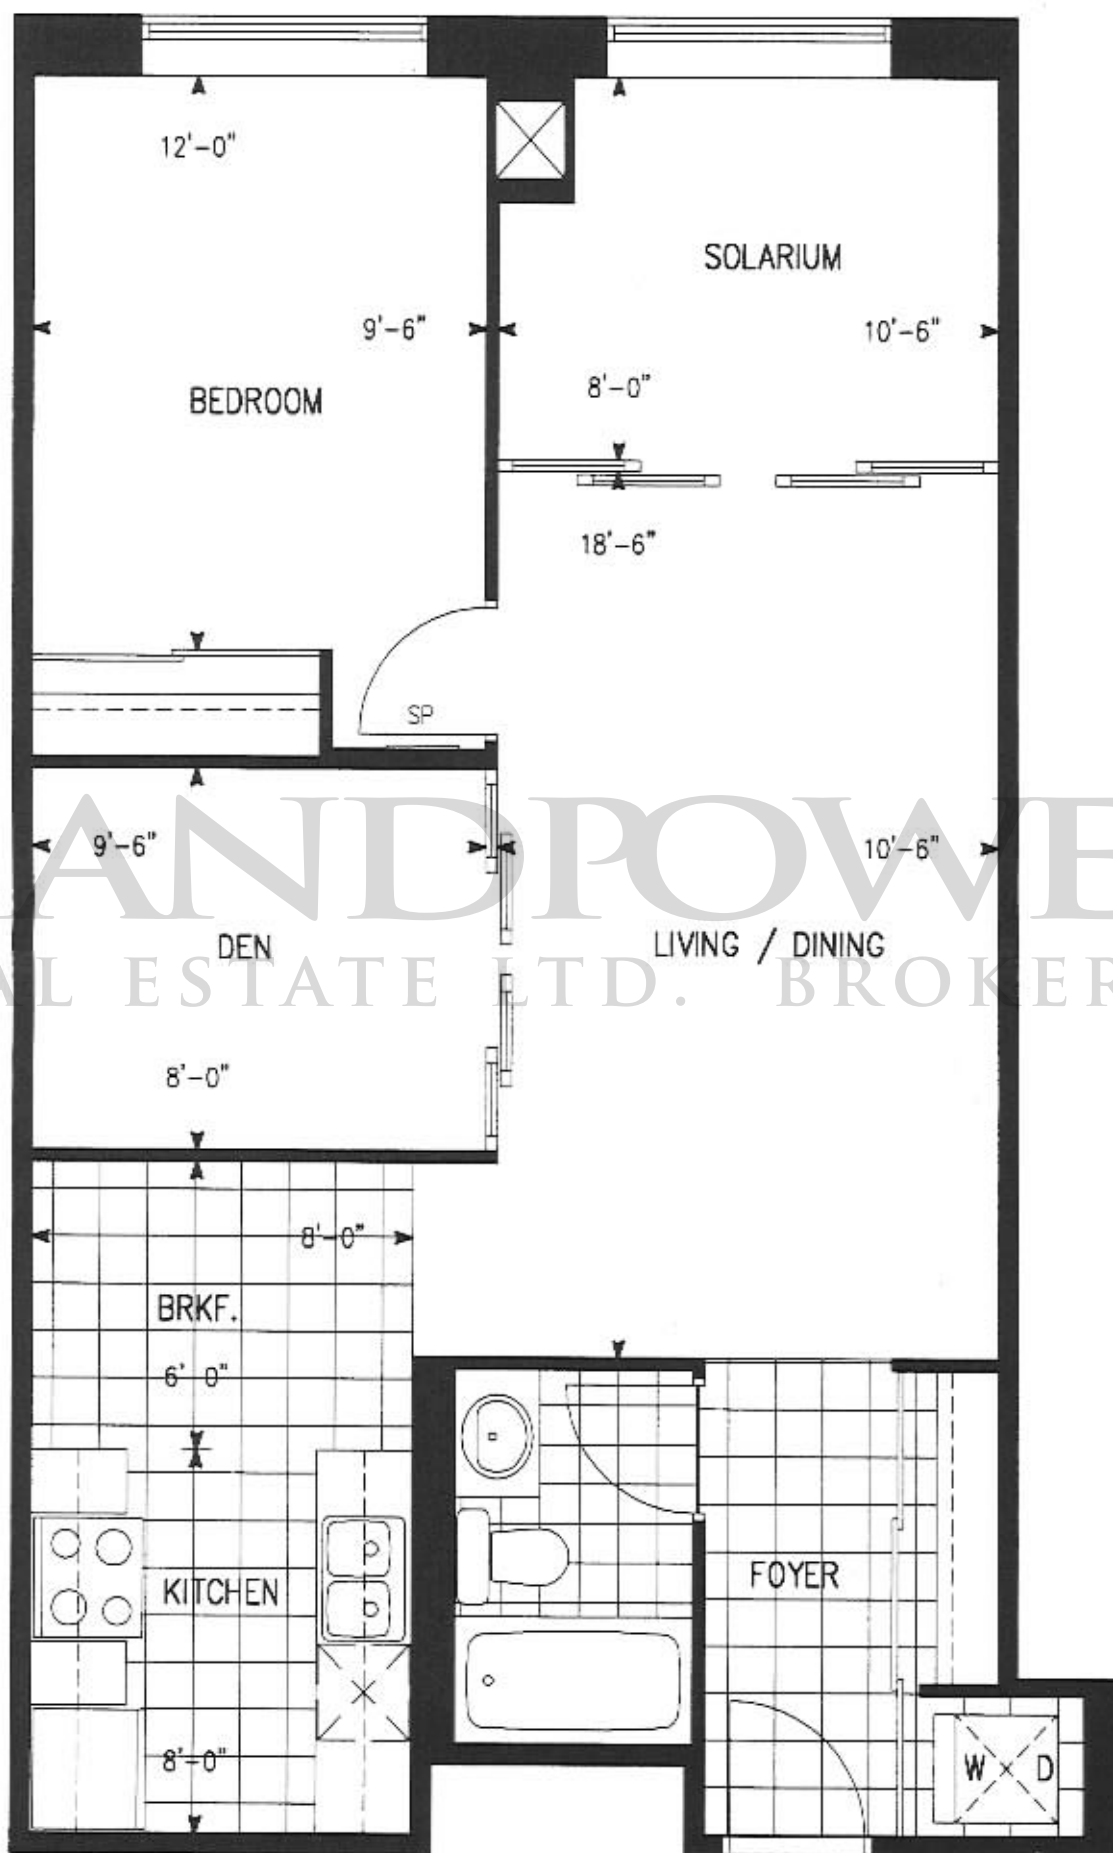 12'-0"
SOLARIUM
9'-6"
10'-6"
8'-0"
BEDROOM
18'-6"
SP
ANDPOWE
9'-6"
10'-6"
DEN
LIVING / DINING
AL ESTATE LTD. BROKER
8'-0"
8'-0"
BRKF.
6' 0"
FOYER
KITCHEN
8'-0"
W D